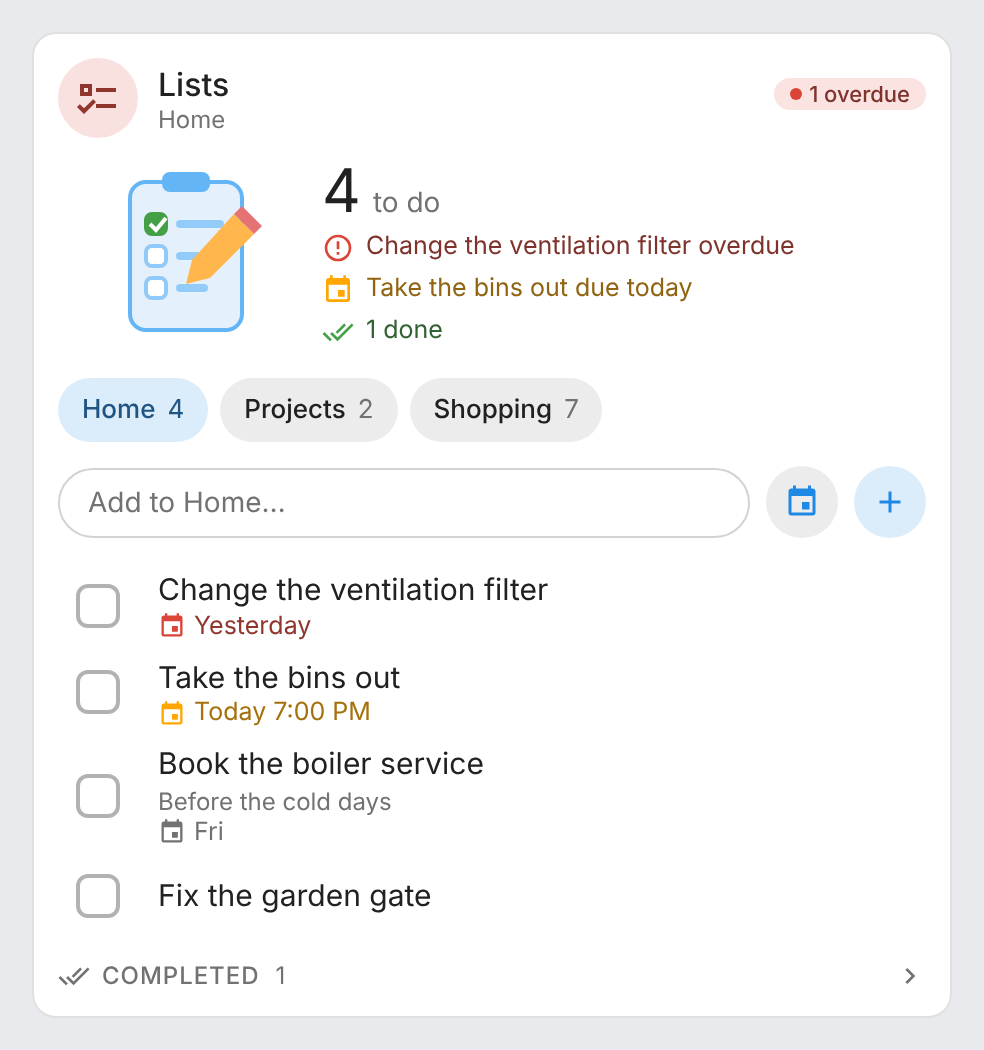 Lists
Home
1 overdue
4 to do
Change the ventilation filter overdue
Take the bins out due today
1 done
Home 4
Projects 2
Shopping 7
Add to Home...
Change the ventilation filter
Yesterday
Take the bins out
Today 7:00 PM
Book the boiler service
Before the cold days
Fri
Fix the garden gate
COMPLETED 1